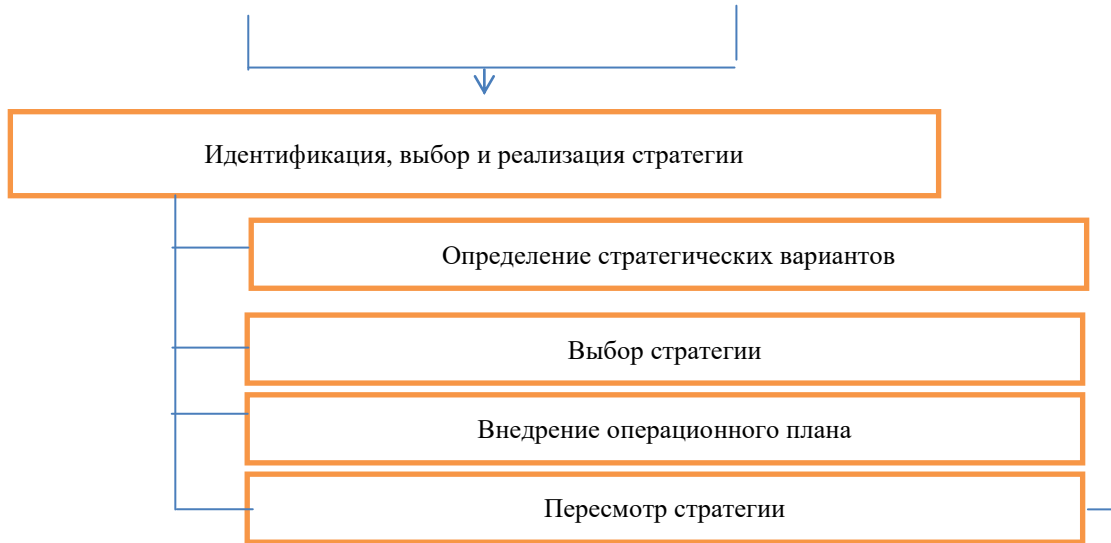 Идентификация, выбор и реализация стратегии
Определение стратегических вариантов
Выбор стратегии
Внедрение операционного плана
Пересмотр стратегии